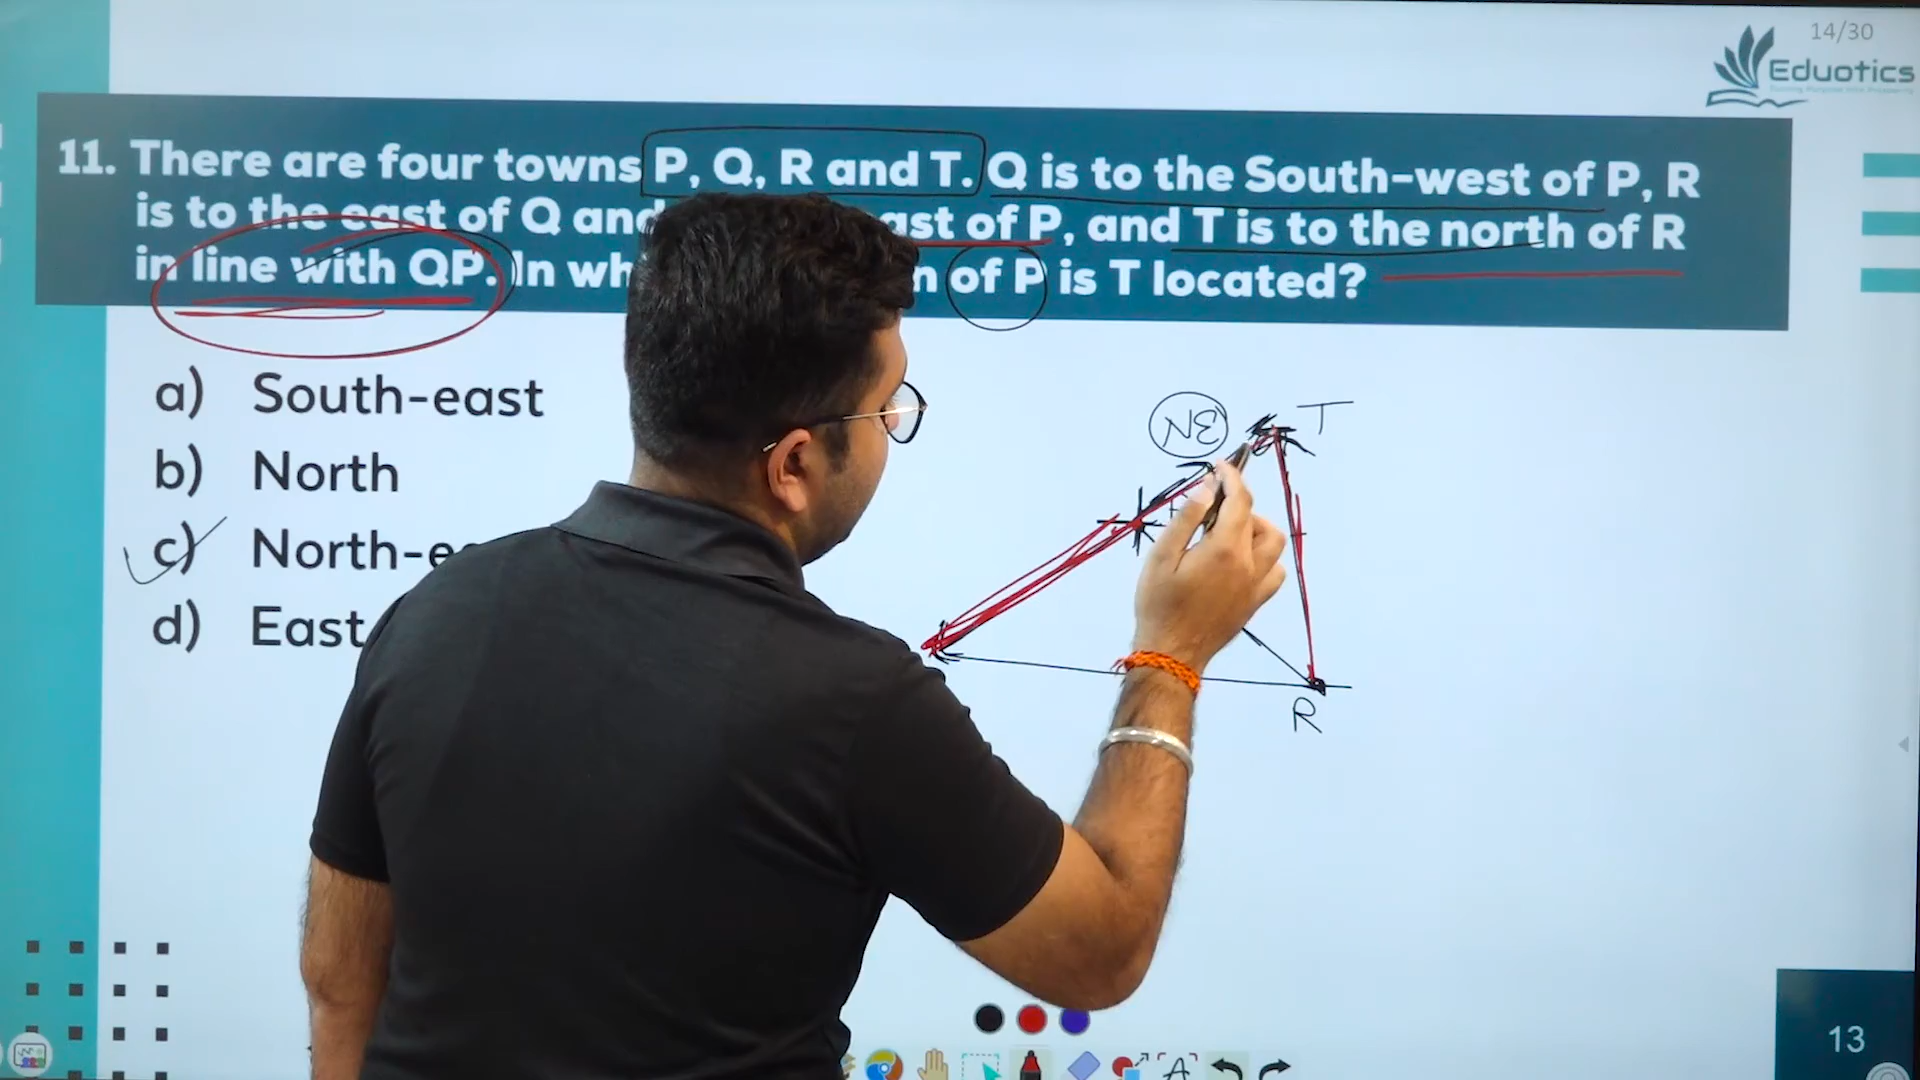 14/30
Eduotics
11. There are four towns P, Q, R and T. Q is to the South-west of P, R
is to the east of Q and ast of P, and T is to the north of R
in line with QP. In wh n of P is T located?
a) South-east
b) North
c) North-e
d) East
NE
T
R
13